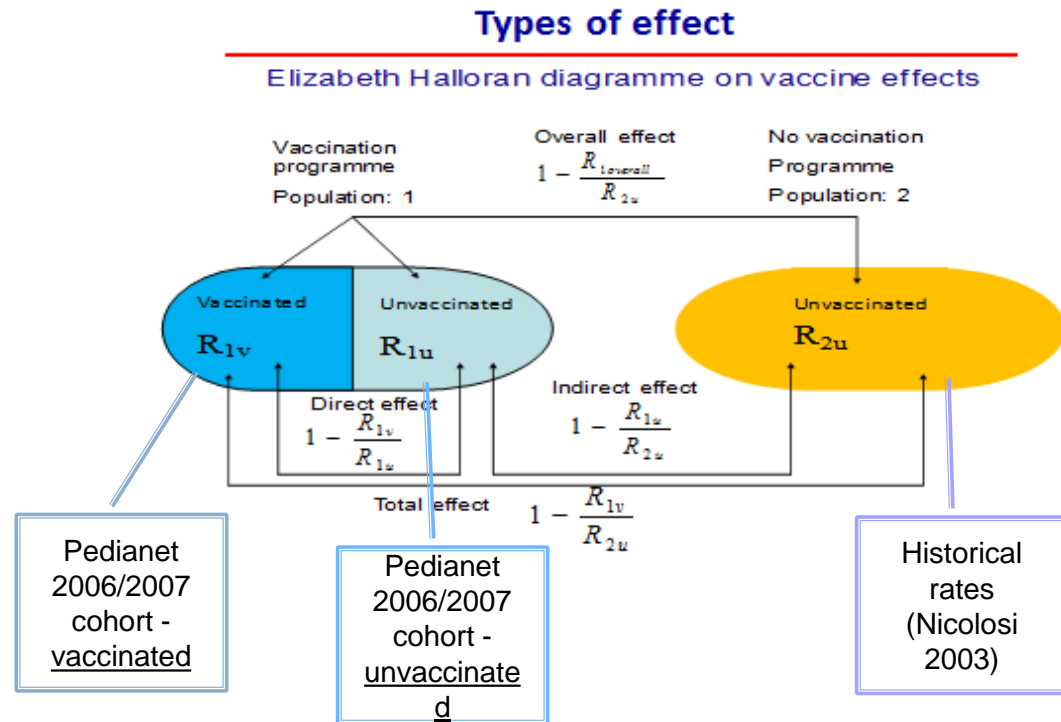 Types of effect
Elizabeth Halloran diagramme on vaccine effects
Vaccination
programme
Population: 1
Overall effect
1 - R1overall / R2u
No vaccination
Programme
Population: 2
Vaccinated
R1v
Unvaccinated
R1u
Unvaccinated
R2u
Direct effect
1 - R1v / R1u
Indirect effect
1 - R1u / R2u
Total effect
1 - R1v / R2u
Pedianet
2006/2007
cohort -
vaccinated
Pedianet
2006/2007
cohort -
unvaccinate
d
Historical
rates
(Nicolosi
2003)